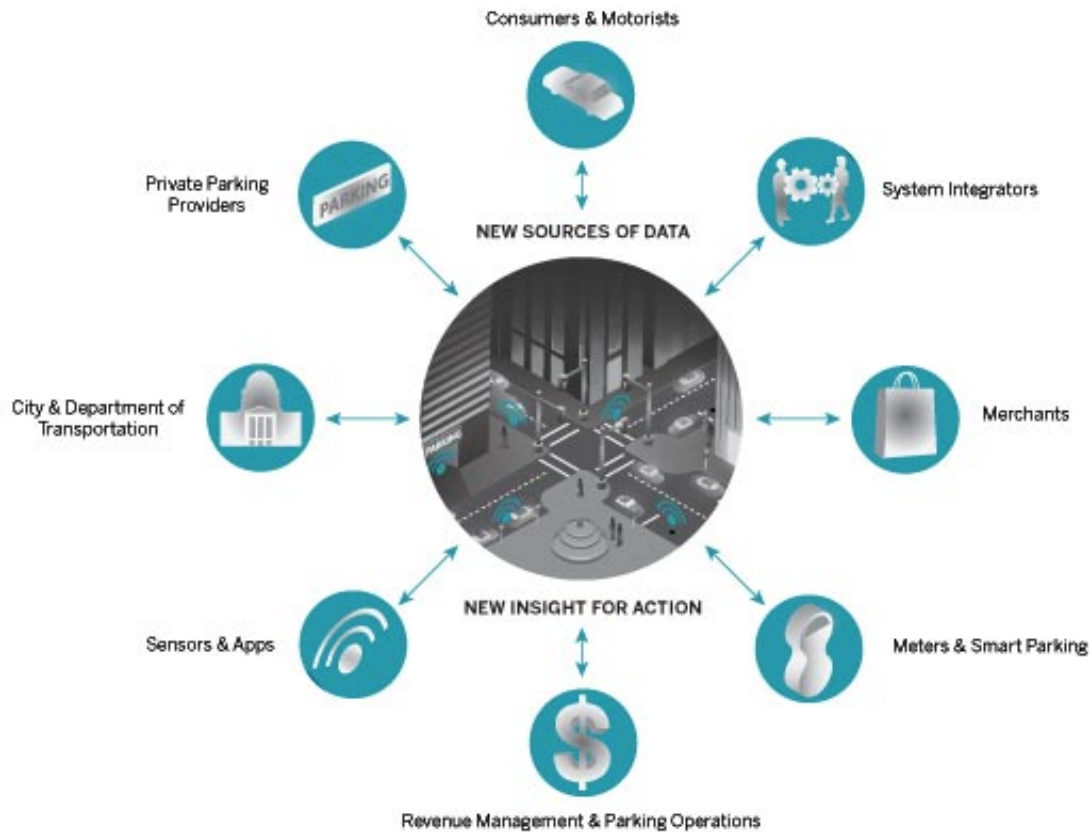 Consumers & Motorists
Private Parking
Providers
PARKING
System Integrators
NEW SOURCES OF DATA
City & Department of
Transportation
PARKING
Merchants
NEW INSIGHT FOR ACTION
Sensors & Apps
Meters & Smart Parking
$
Revenue Management & Parking Operations